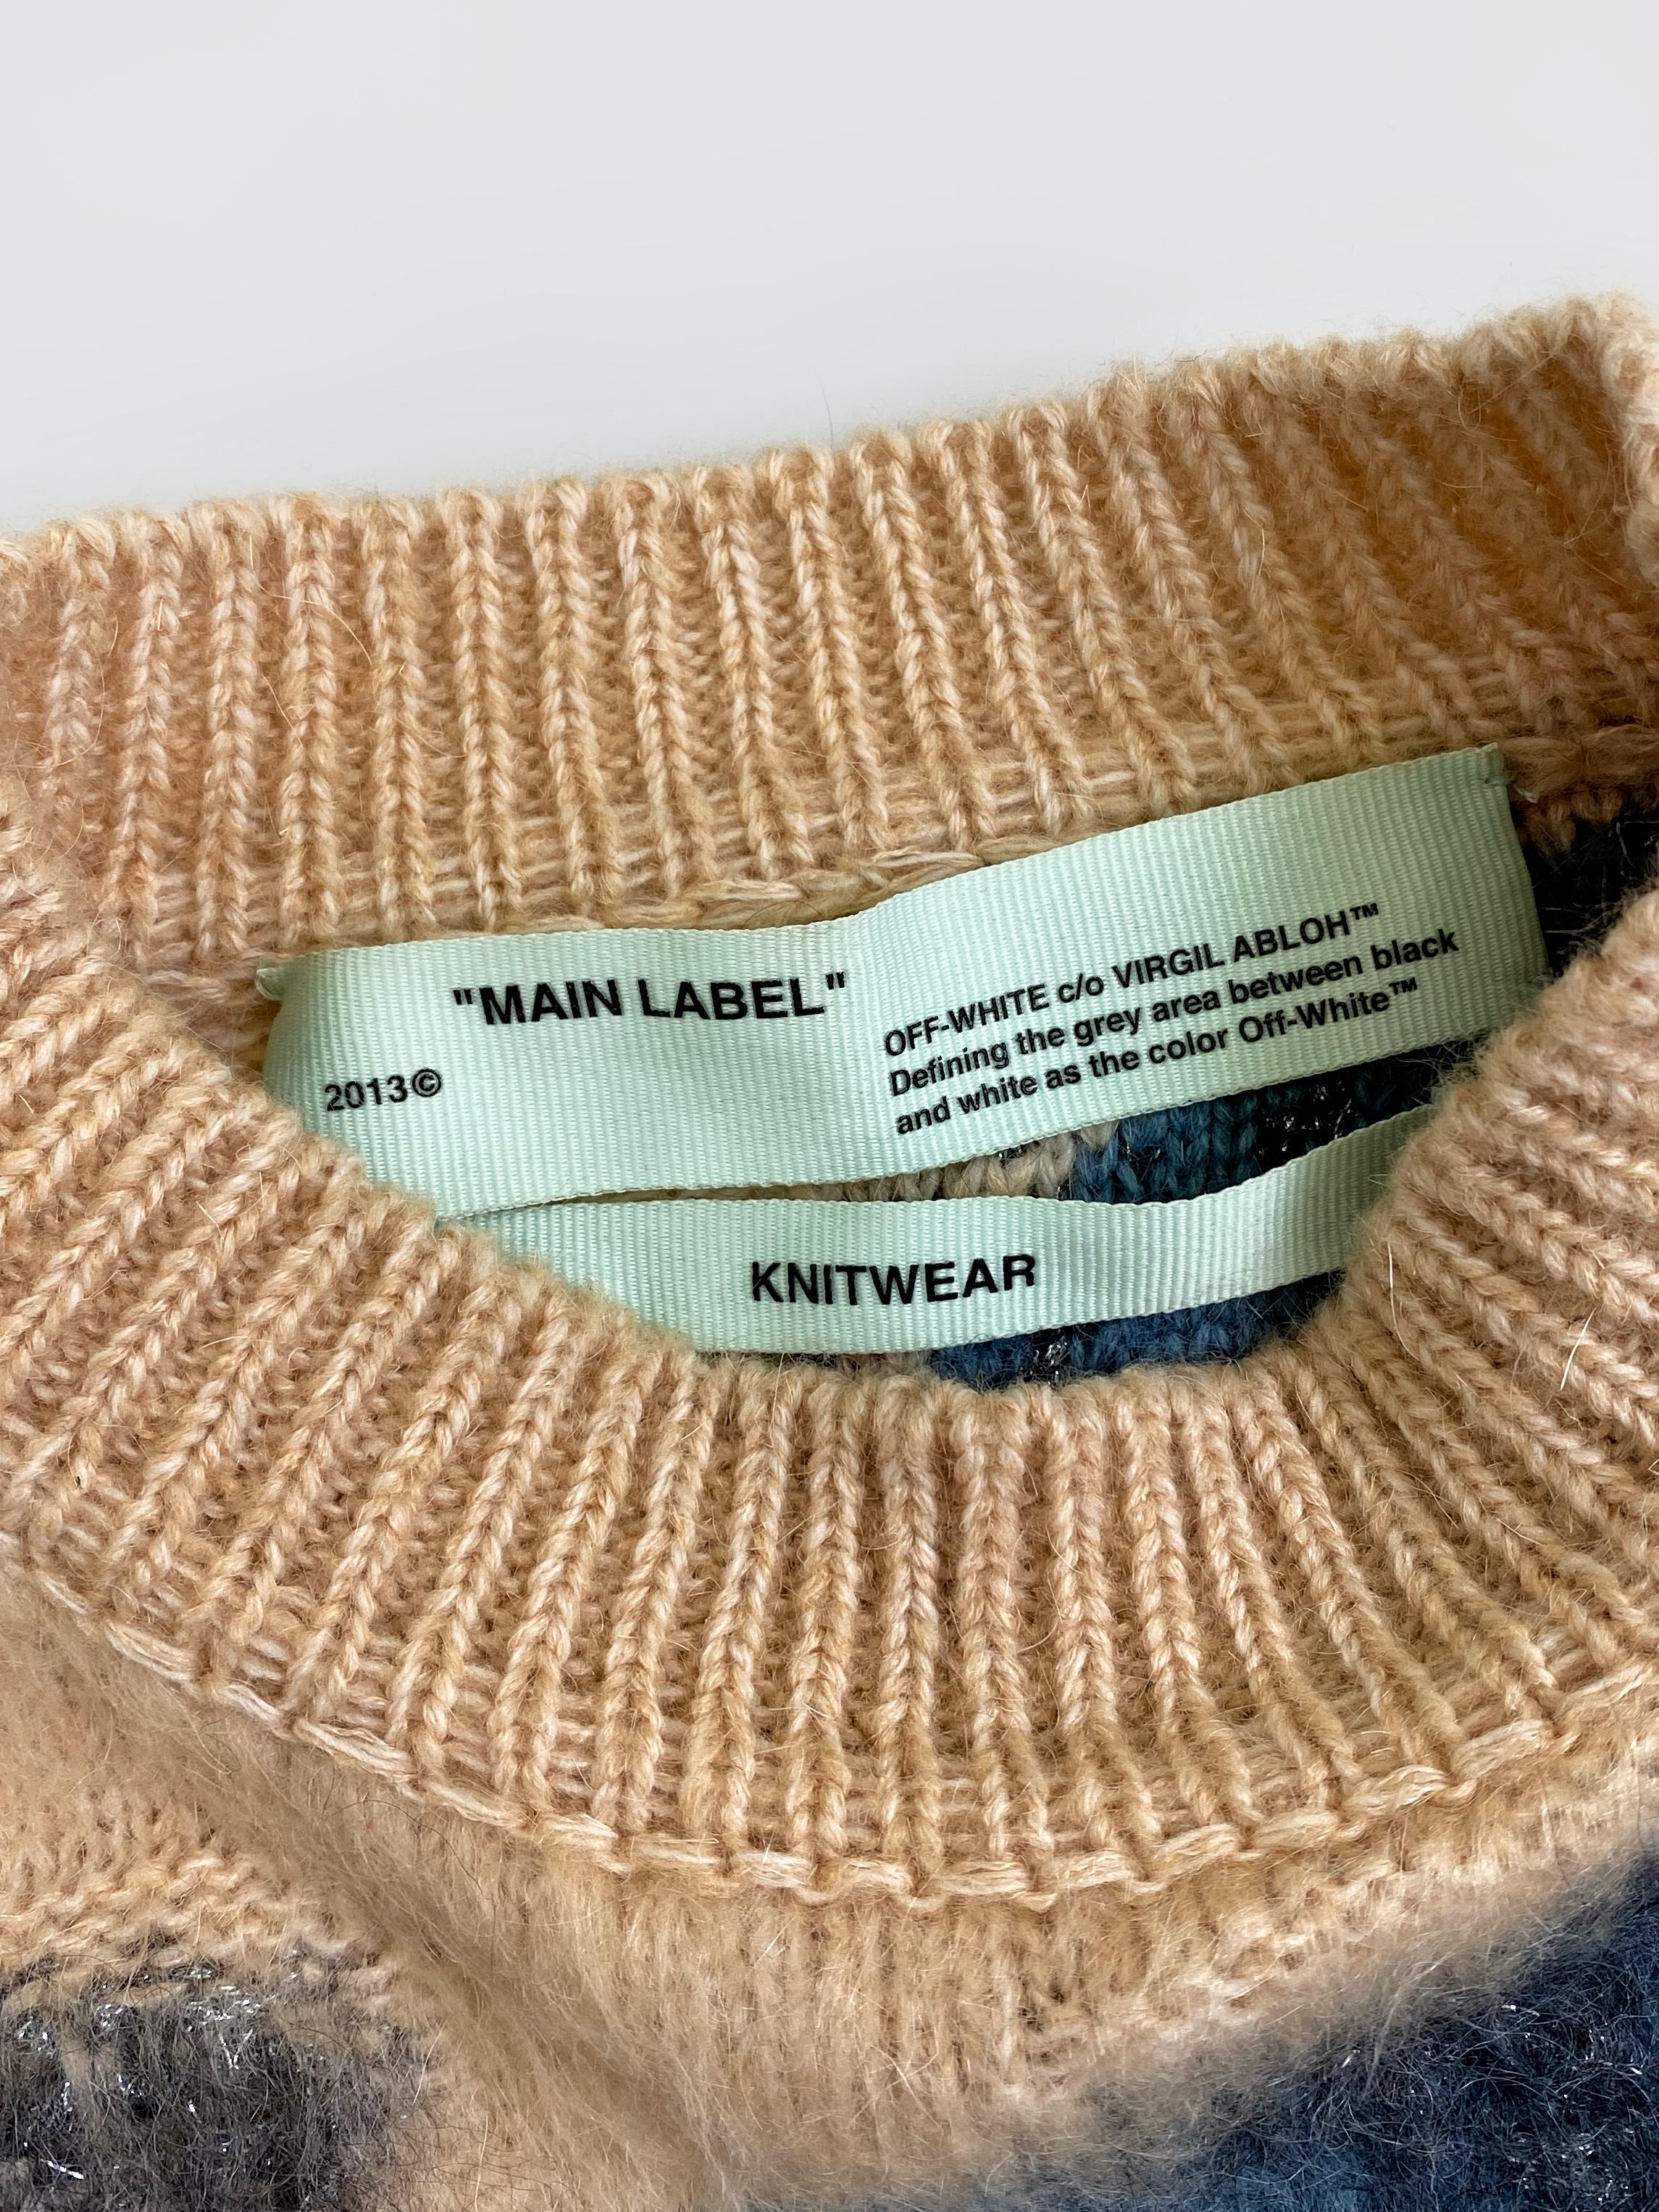 "MAIN LABEL"
2013©
OFF-WHITE c/o VIRGIL ABLOH™
Defining the grey area between black
and white as the color Off-White™
KNITWEAR